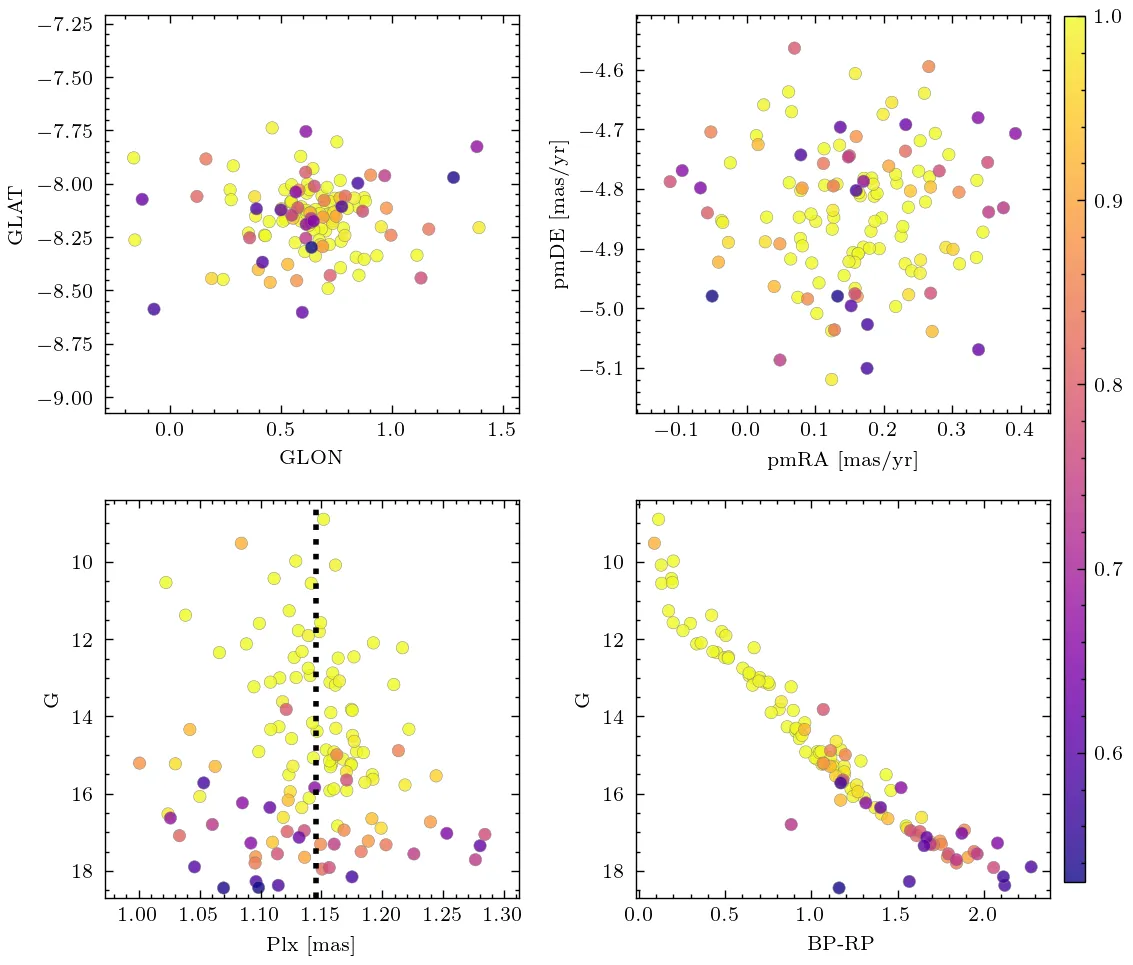 −7.25
−7.50
−7.75
−8.00
−8.25
−8.50
−8.75
−9.00
GLAT
0.0 0.5 1.0 1.5
GLON
−4.6
−4.7
−4.8
−4.9
−5.0
−5.1
pmDE [mas/yr]
−0.1 0.0 0.1 0.2 0.3 0.4
pmRA [mas/yr]
1.0
0.9
0.8
0.7
0.6
10
12
14
16
18
G
1.00 1.05 1.10 1.15 1.20 1.25 1.30
Plx [mas]
10
12
14
16
18
G
0.0 0.5 1.0 1.5 2.0
BP-RP